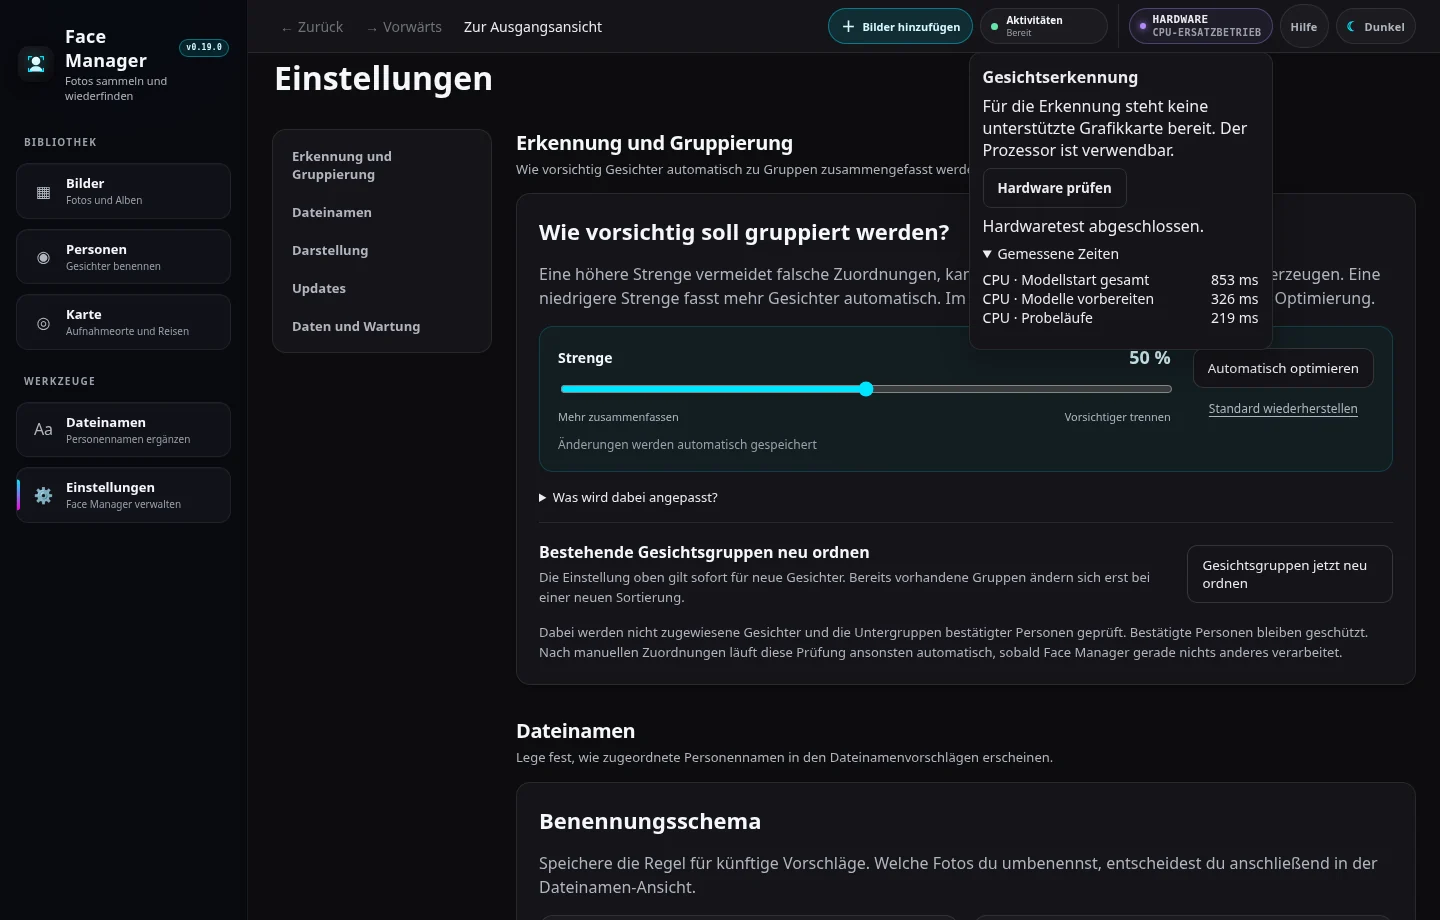 Face Manager
v0.19.0
Fotos sammeln und wiederfinden
BIBLIOTHEK
Bilder
Fotos und Alben
Personen
Gesichter benennen
Karte
Aufnahmeorte und Reisen
WERKZEUGE
Aa
Dateinamen
Personennamen ergänzen
Einstellungen
Face Manager verwalten
← Zurück
→ Vorwärts
Zur Ausgangsansicht
+ Bilder hinzufügen
Aktivitäten
Bereit
HARDWARE
CPU-ERSATZBETRIEB
Hilfe
Dunkel
Gesichtserkennung
Für die Erkennung steht keine
unterstützte Grafikkarte bereit. Der
Prozessor ist verwendbar.
Hardware prüfen
Hardwaretest abgeschlossen.
▼ Gemessene Zeiten
CPU · Modellstart gesamt 853 ms
CPU · Modelle vorbereiten 326 ms
CPU · Probeläufe 219 ms
Einstellungen
Erkennung und
Gruppierung
Dateinamen
Darstellung
Updates
Daten und Wartung
Erkennung und Gruppierung
Wie vorsichtig Gesichter automatisch zu Gruppen zusammengefasst
Wie vorsichtig soll gruppiert werden?
Eine höhere Strenge vermeidet falsche Zuordnungen, Eine
niedrigere Strenge fasst mehr Gesichter automatisch. Im Optimierung.
Strenge
50 %
Mehr zusammenfassen
Vorsichtiger trennen
Änderungen werden automatisch gespeichert
Automatisch optimieren
Standard wiederherstellen
▶ Was wird dabei angepasst?
Bestehende Gesichtsgruppen neu ordnen
Die Einstellung oben gilt sofort für neue Gesichter. Bereits vorhandene Gruppen ändern sich erst bei
einer neuen Sortierung.
Gesichtsgruppen jetzt neu
ordnen
Dabei werden nicht zugewiesene Gesichter und die Untergruppen bestätigter Personen geprüft. Bestätigte Personen bleiben geschützt.
Nach manuellen Zuordnungen läuft diese Prüfung ansonsten automatisch, sobald Face Manager gerade nichts anderes verarbeitet.
Dateinamen
Lege fest, wie zugeordnete Personennamen in den Dateinamenvorschlägen erscheinen.
Benennungsschema
Speichere die Regel für künftige Vorschläge. Welche Fotos du umbenennst, entscheidest du anschließend in der
Dateinamen-Ansicht.